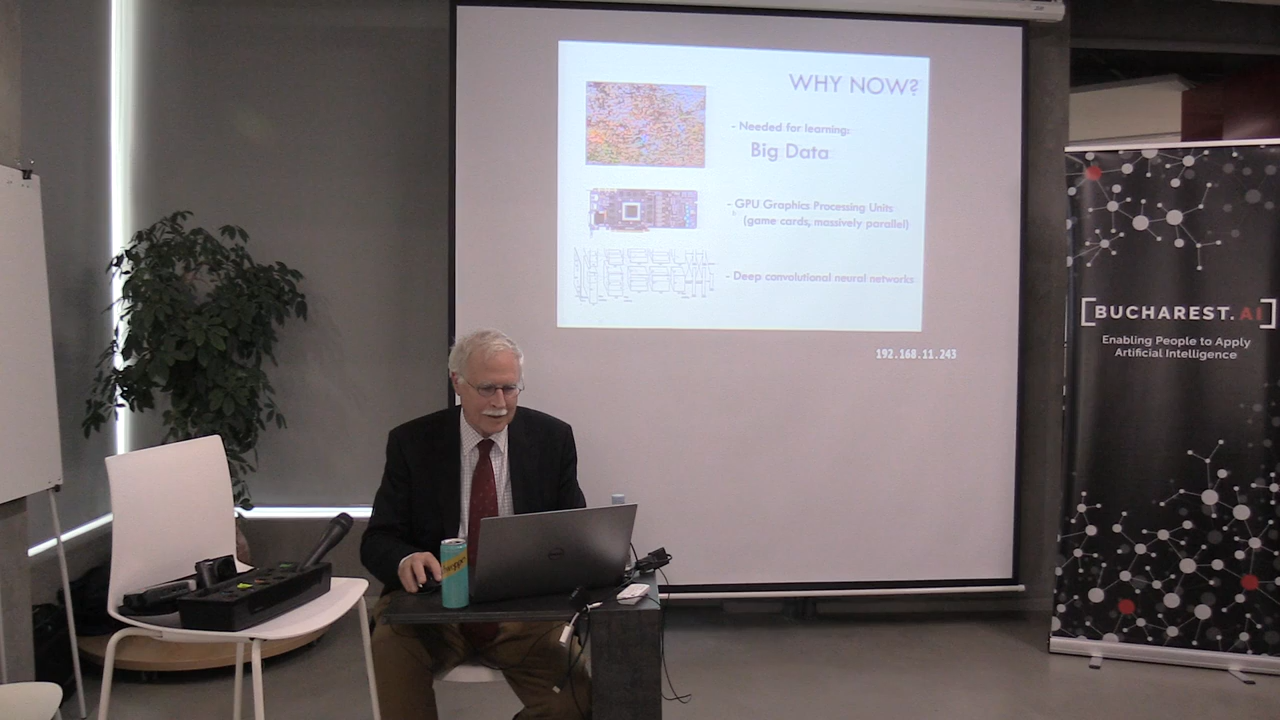 WHY NOW?
- Needed for learning:
Big Data
- GPU Graphics Processing Units
(game cards, massively parallel)
- Deep convolutional neural networks
192.168.11.243
[BUCHAREST.AI]
Enabling People to Apply
Artificial Intelligence
DELL